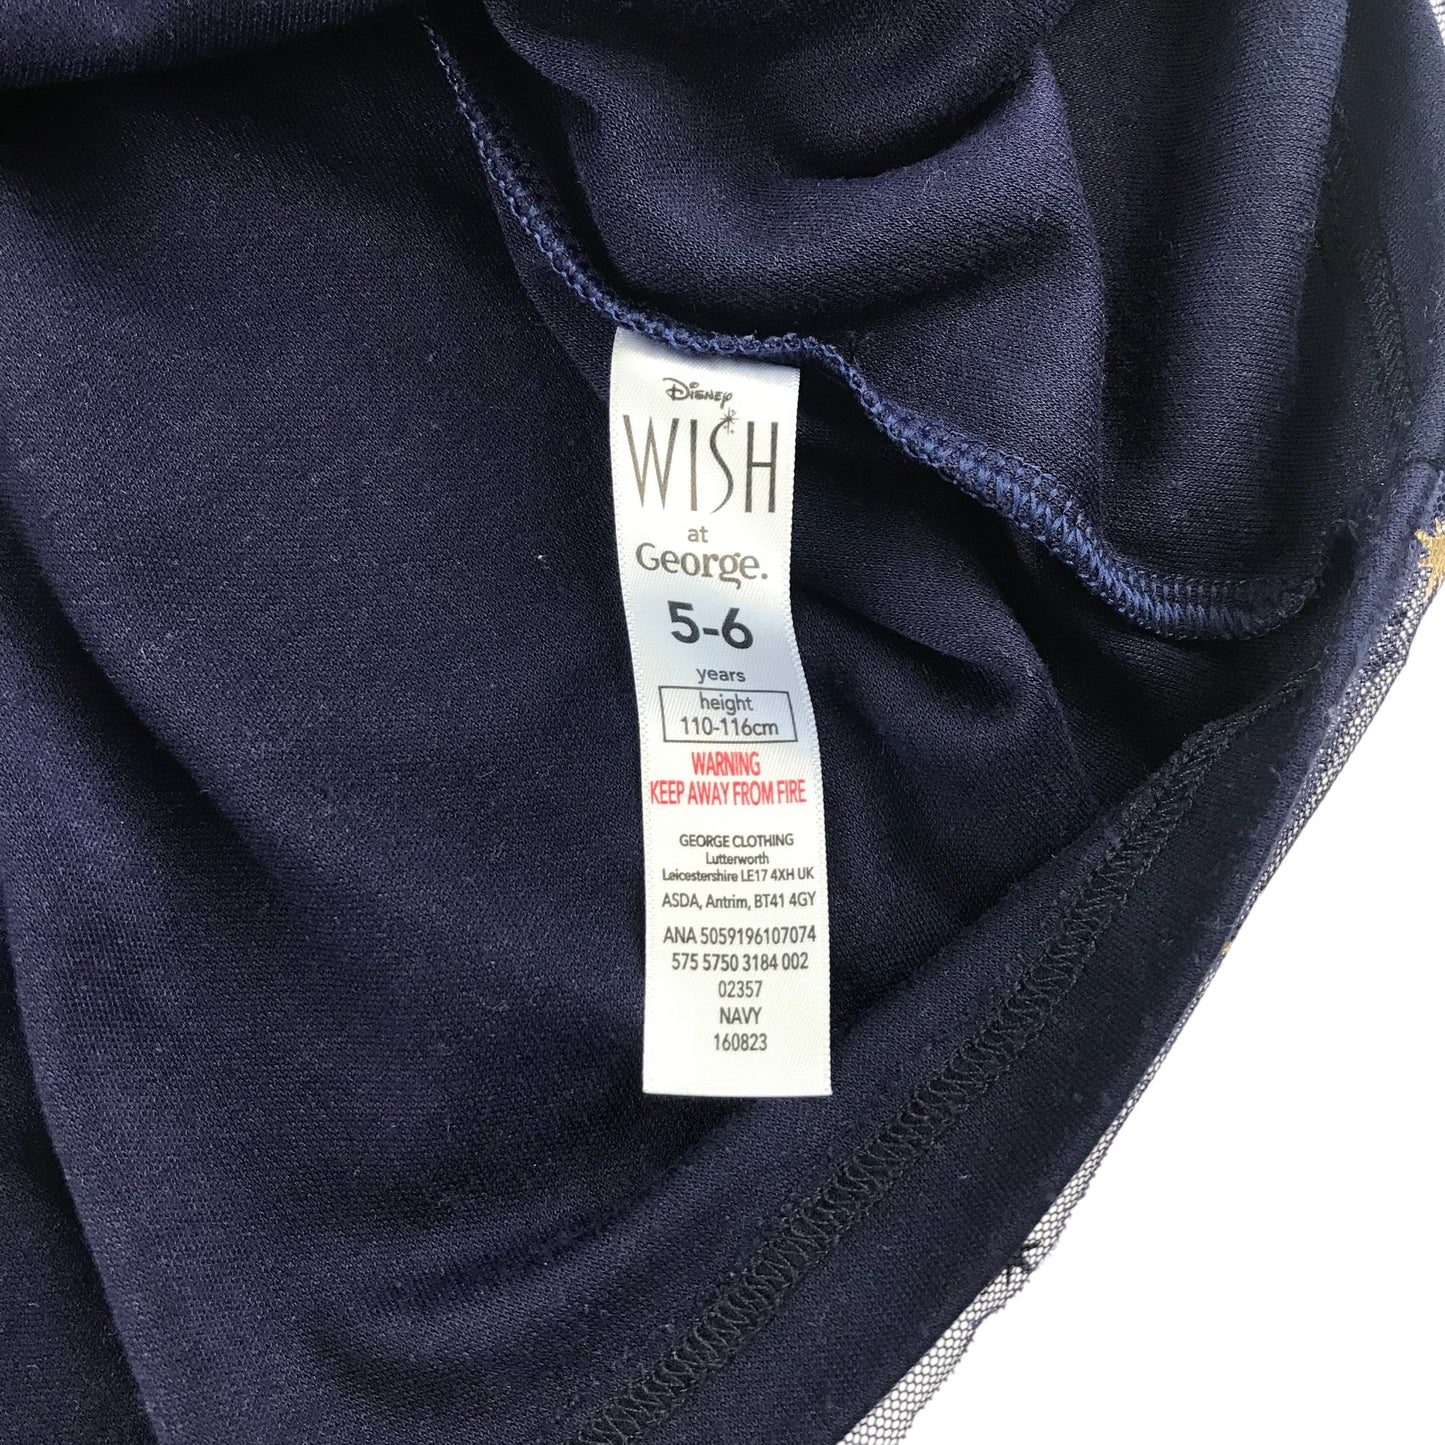 Disney
WISH
at
George.
5-6
years
height
110-116cm
WARNING
KEEP AWAY FROM FIRE
GEORGE CLOTHING
Lutterworth
Leicestershire LE17 4XH UK
ASDA, Antrim, BT41 4GY
ANA 5059196107074
575 5750 3184 002
02357
NAVY
160823